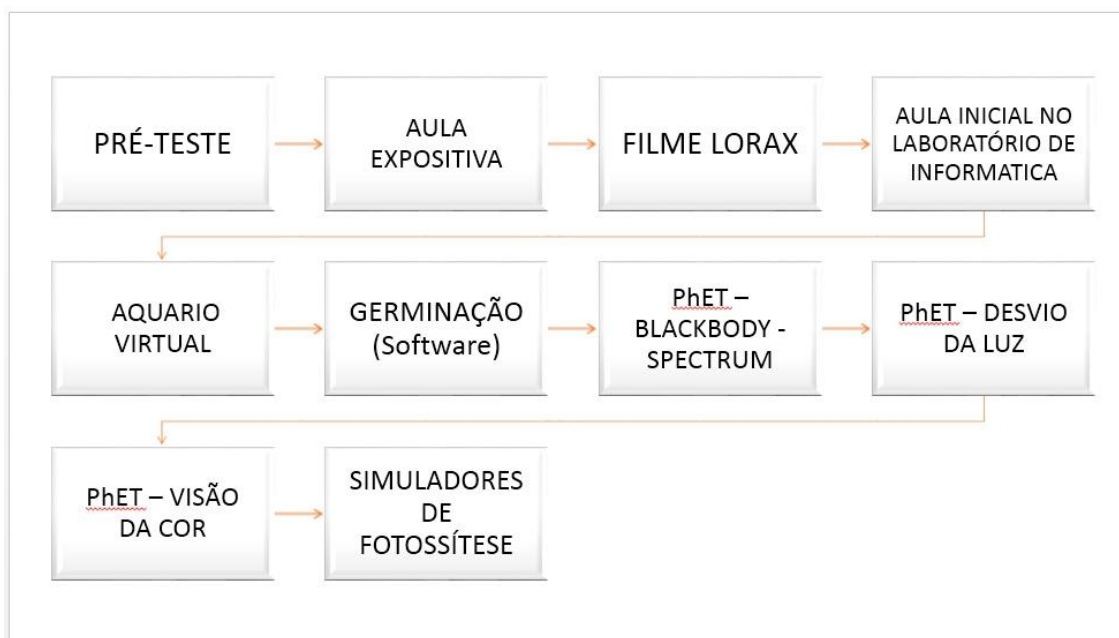 PRÉ-TESTE
AULA
EXPOSITIVA
FILME LORAX
AULA INICIAL NO
LABORATÓRIO DE
INFORMATICA
AQUARIO
VIRTUAL
GERMINAÇÃO
(Software)
PhET –
BLACKBODY -
SPECTRUM
PhET – DESVIO
DA LUZ
PhET – VISÃO
DA COR
SIMULADORES
DE
FOTOSSÍTESE